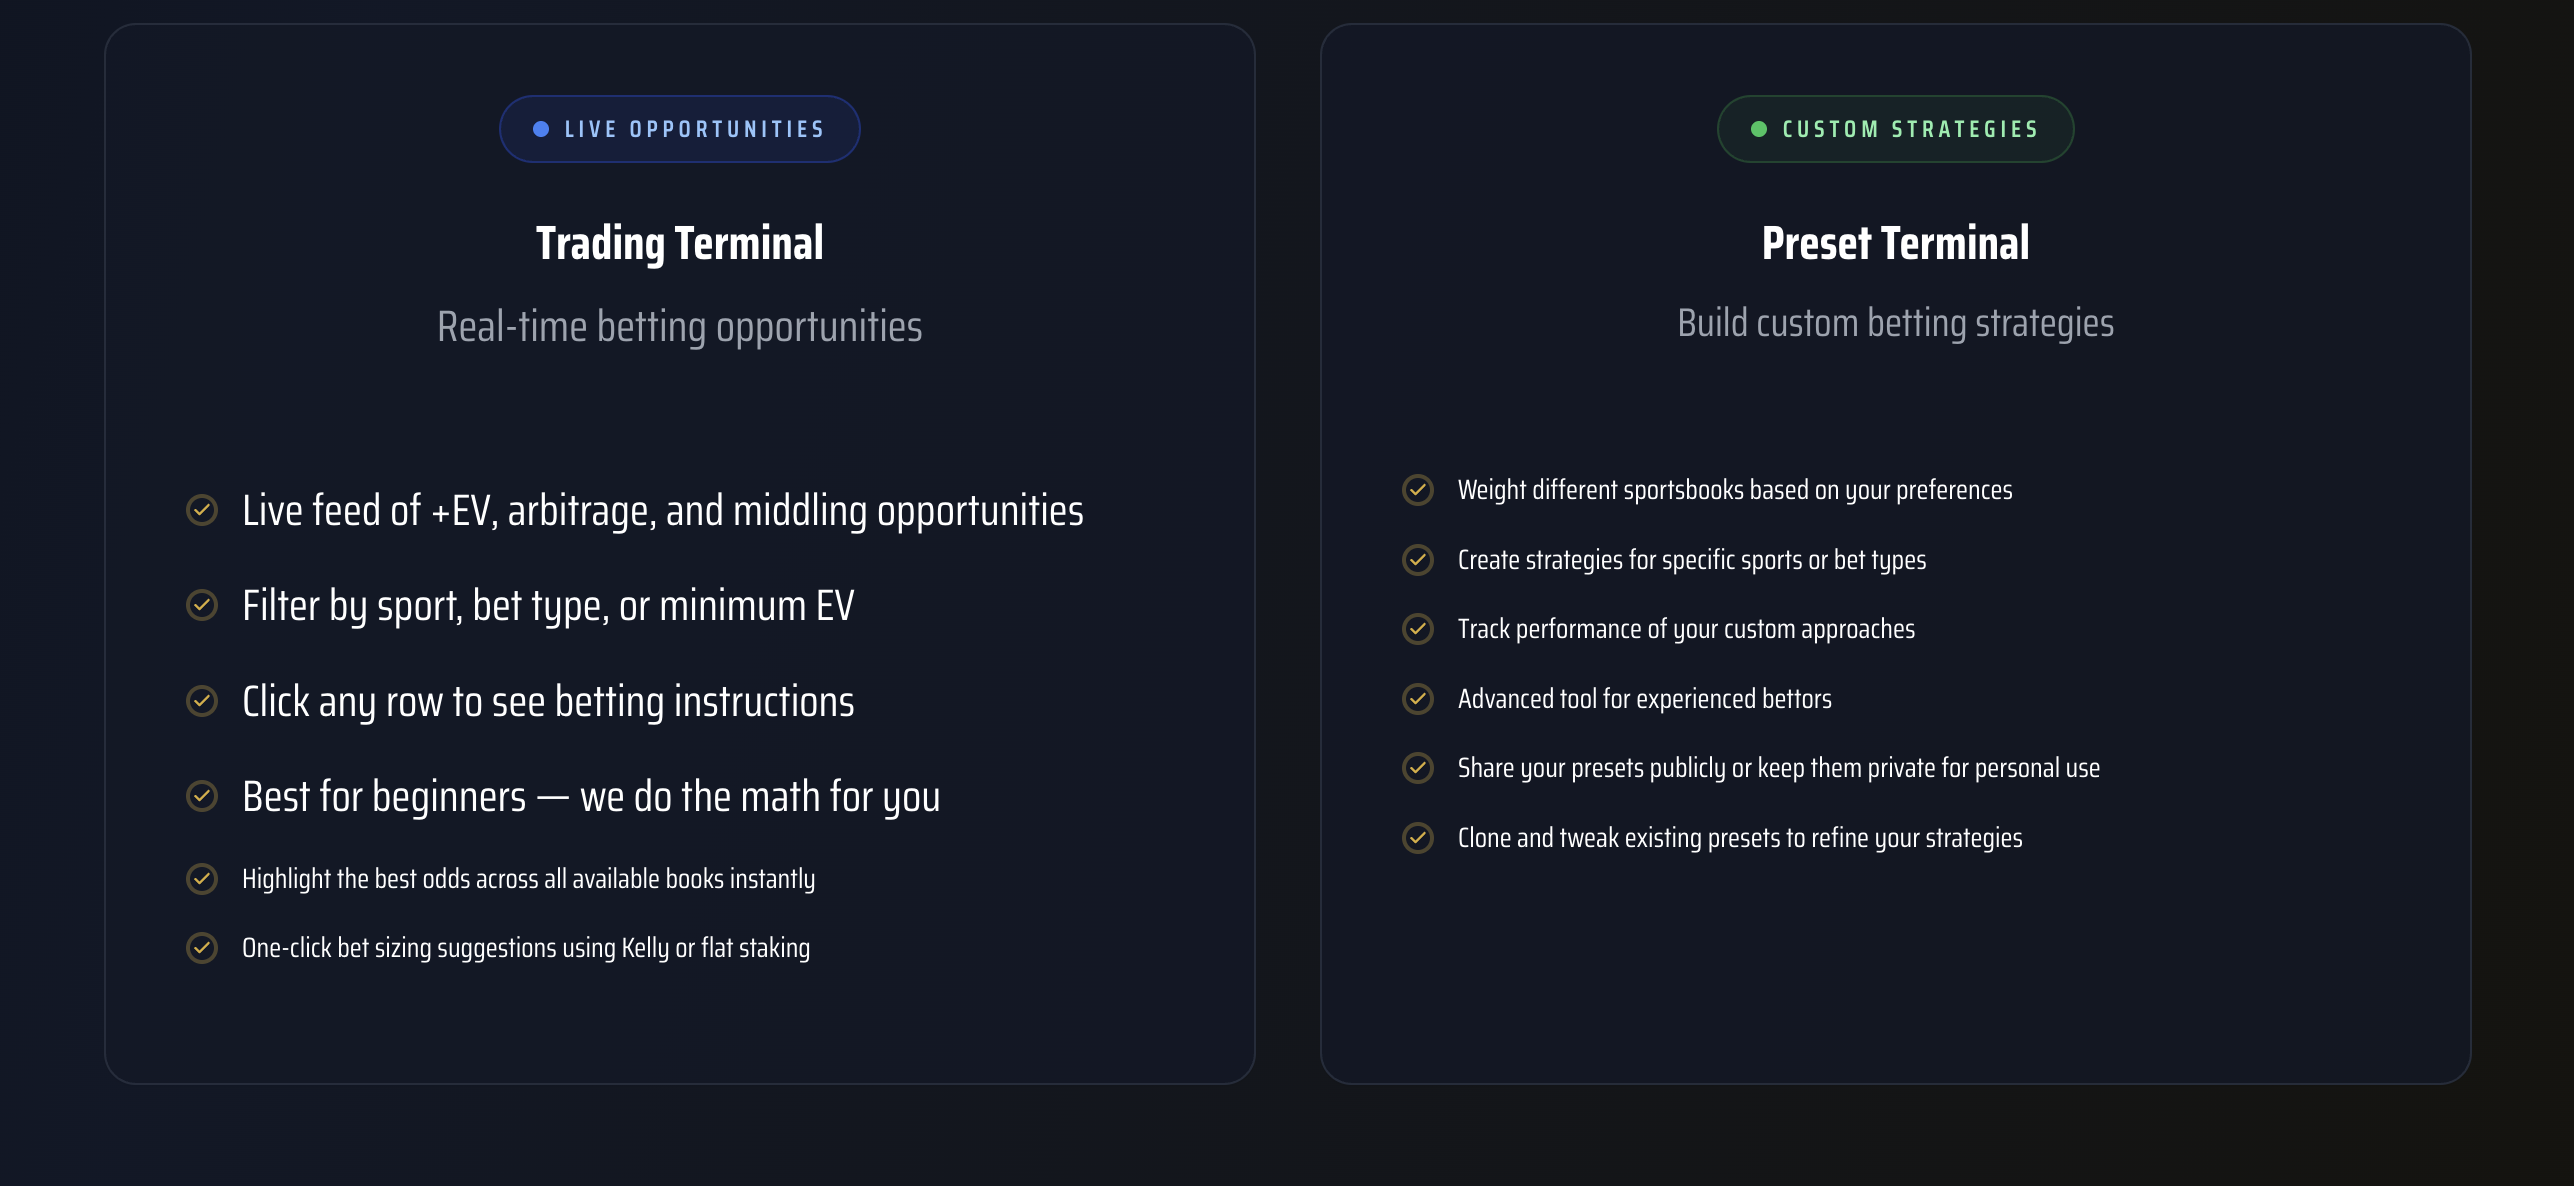 LIVE OPPORTUNITIES
Trading Terminal
Real-time betting opportunities
Live feed of +EV, arbitrage, and middling opportunities
Filter by sport, bet type, or minimum EV
Click any row to see betting instructions
Best for beginners — we do the math for you
Highlight the best odds across all available books instantly
One-click bet sizing suggestions using Kelly or flat staking
CUSTOM STRATEGIES
Preset Terminal
Build custom betting strategies
Weight different sportsbooks based on your preferences
Create strategies for specific sports or bet types
Track performance of your custom approaches
Advanced tool for experienced bettors
Share your presets publicly or keep them private for personal use
Clone and tweak existing presets to refine your strategies